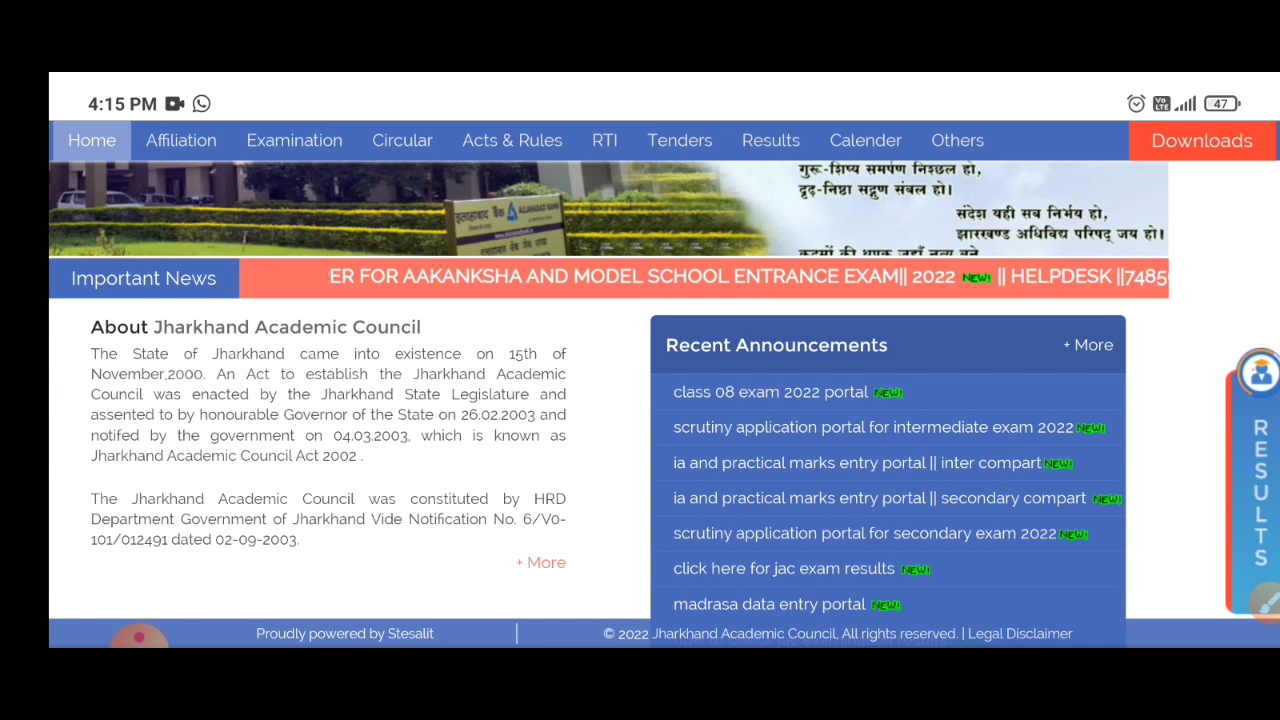 4:15 PM
Vo LTE
47
Home Affiliation Examination Circular Acts & Rules RTI Tenders Results Calender Others Downloads
गुरू-शिष्य समर्पण निश्छल हो,
दृढ़-निष्ठा सद्गुण संबल हो।
संदेश यही सब निर्भय हो,
झारखण्ड अधिविद्य परिषद् जय हो।
इलाहाबाद बैंक ALLAHABAD BANK
Important News
ER FOR AAKANKSHA AND MODEL SCHOOL ENTRANCE EXAM|| 2022 NEW! || HELPDESK ||7485
About Jharkhand Academic Council
The State of Jharkhand came into existence on 15th of
November,2000. An Act to establish the Jharkhand Academic
Council was enacted by the Jharkhand State Legislature and
assented to by honourable Governor of the State on 26.02.2003 and
notifed by the government on 04.03.2003, which is known as
Jharkhand Academic Council Act 2002 .
The Jharkhand Academic Council was constituted by HRD
Department Government of Jharkhand Vide Notification No. 6/V0-
101/012491 dated 02-09-2003.
+ More
Recent Announcements + More
class 08 exam 2022 portal NEW!
scrutiny application portal for intermediate exam 2022 NEW!
ia and practical marks entry portal || inter compart NEW!
ia and practical marks entry portal || secondary compart NEW!
scrutiny application portal for secondary exam 2022 NEW!
click here for jac exam results NEW!
madrasa data entry portal NEW!
RESULTS
Proudly powered by Stesalit
© 2022 Jharkhand Academic Council, All rights reserved. | Legal Disclaimer